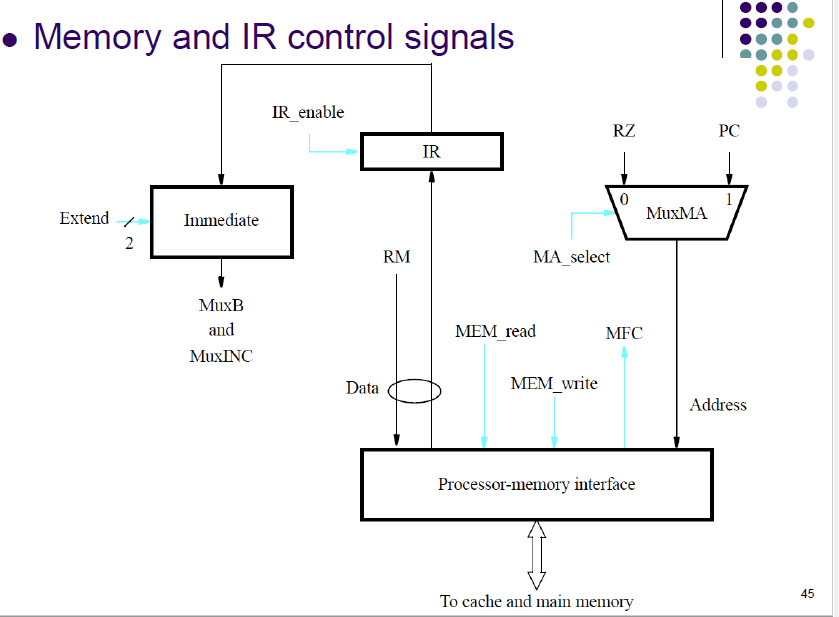 Memory and IR control signals
IR_enable
IR
RZ
PC
0
1
MuxMA
Extend
2
Immediate
RM
MA_select
MuxB
and
MuxINC
MEM_read
MFC
Data
MEM_write
Address
Processor-memory interface
To cache and main memory
45